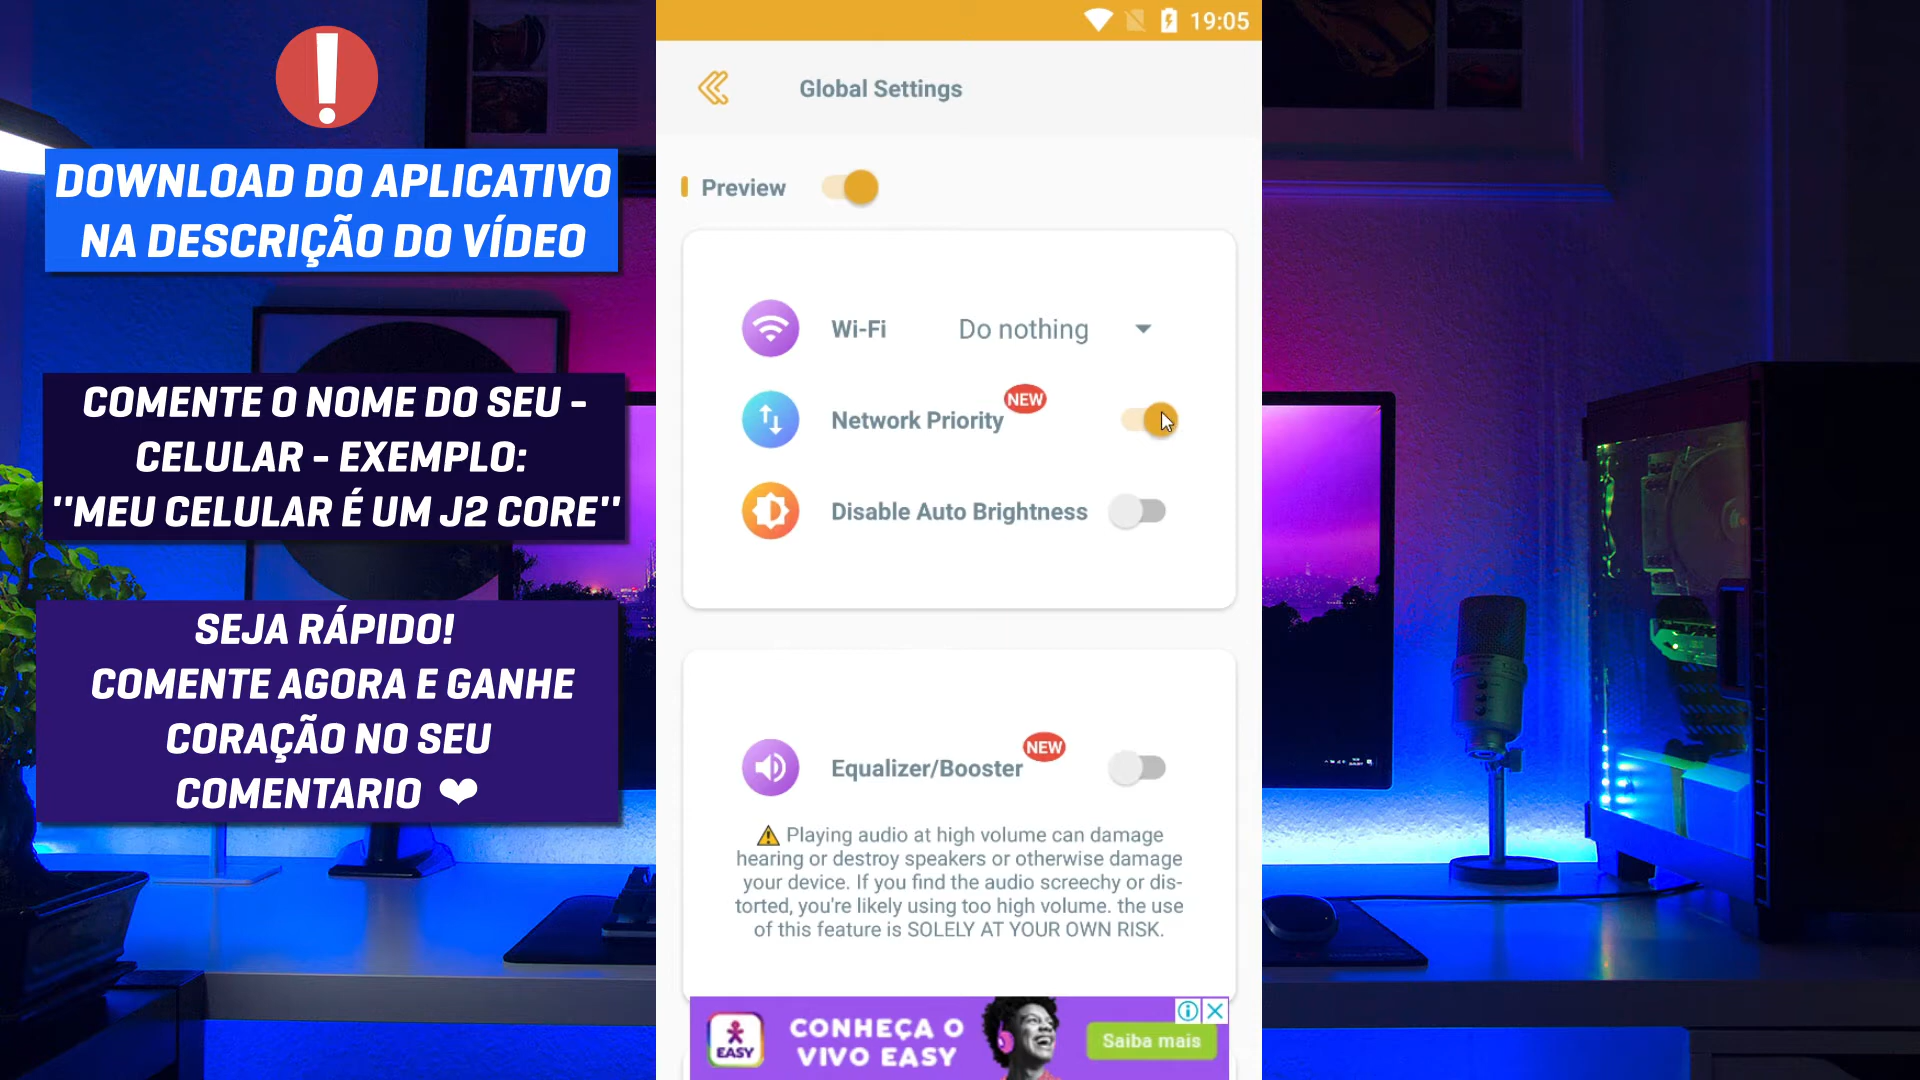 DOWNLOAD DO APLICATIVO
NA DESCRIÇÃO DO VÍDEO
COMENTE O NOME DO SEU -
CELULAR - EXEMPLO:
"MEU CELULAR É UM J2 CORE"
SEJA RÁPIDO!
COMENTE AGORA E GANHE
CORAÇÃO NO SEU
COMENTARIO ❤
19:05
Global Settings
Preview
Wi-Fi Do nothing
Network Priority NEW
Disable Auto Brightness
Equalizer/Booster NEW
⚠ Playing audio at high volume can damage
hearing or destroy speakers or otherwise damage
your device. If you find the audio screechy or dis-
torted, you're likely using too high volume. the use
of this feature is SOLELY AT YOUR OWN RISK.
EASY
CONHEÇA O
VIVO EASY
Saiba mais